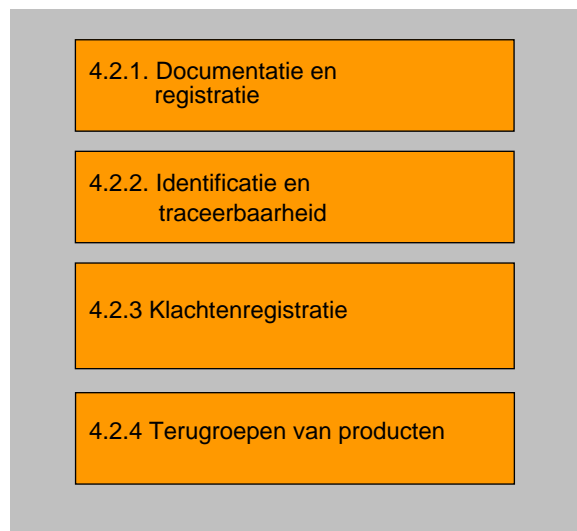 4.2.1. Documentatie en
registratie
4.2.2. Identificatie en
traceerbaarheid
4.2.3 Klachtenregistratie
4.2.4 Terugroepen van producten